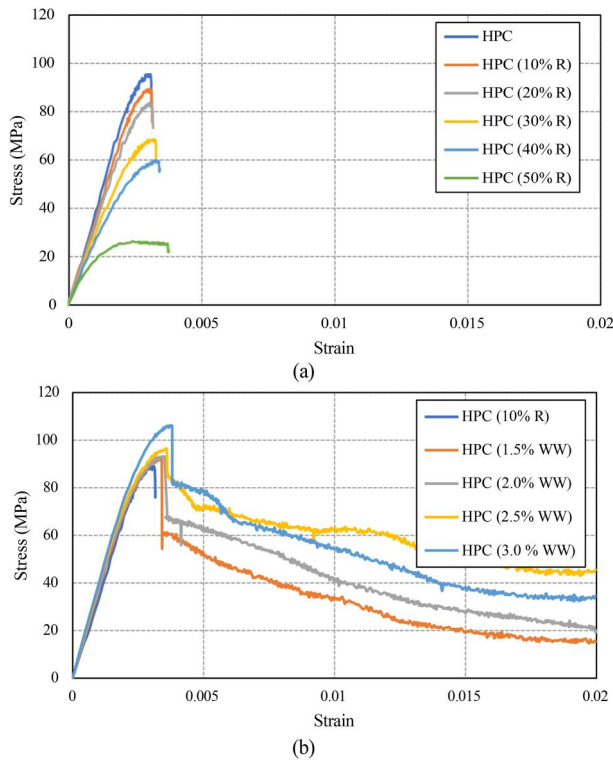 120
100
80
60
40
20
0
Stress (MPa)
HPC
HPC (10% R)
HPC (20% R)
HPC (30% R)
HPC (40% R)
HPC (50% R)
0 0.005 0.01 0.015 0.02
Strain
(a)
120
100
80
60
40
20
0
Stress (MPa)
HPC (10% R)
HPC (1.5% WW)
HPC (2.0% WW)
HPC (2.5% WW)
HPC (3.0 % WW)
0 0.005 0.01 0.015 0.02
Strain
(b)